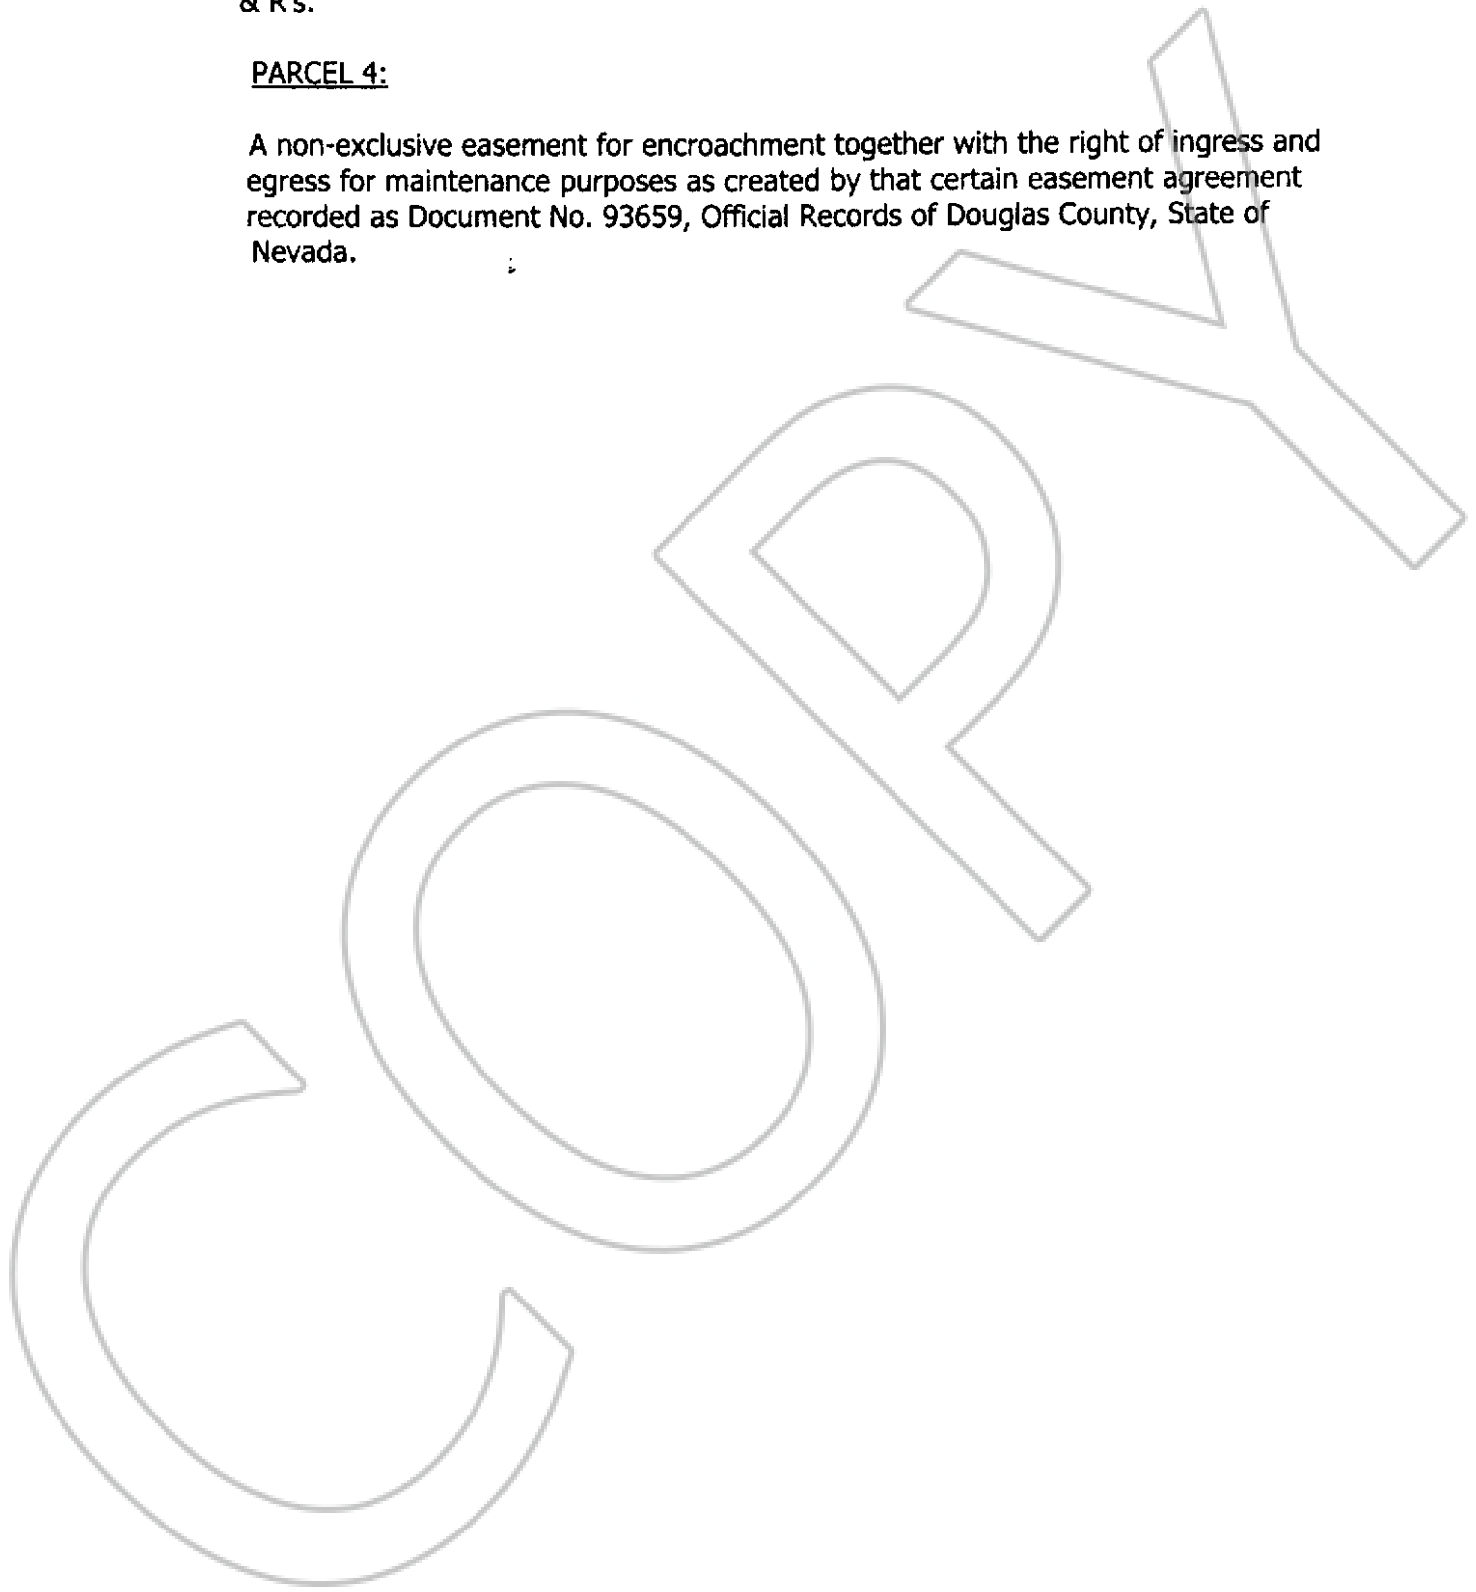 & R's.
PARCEL 4:
A non-exclusive easement for encroachment together with the right of ingress and
egress for maintenance purposes as created by that certain easement agreement
recorded as Document No. 93659, Official Records of Douglas County, State of
Nevada.
COPY